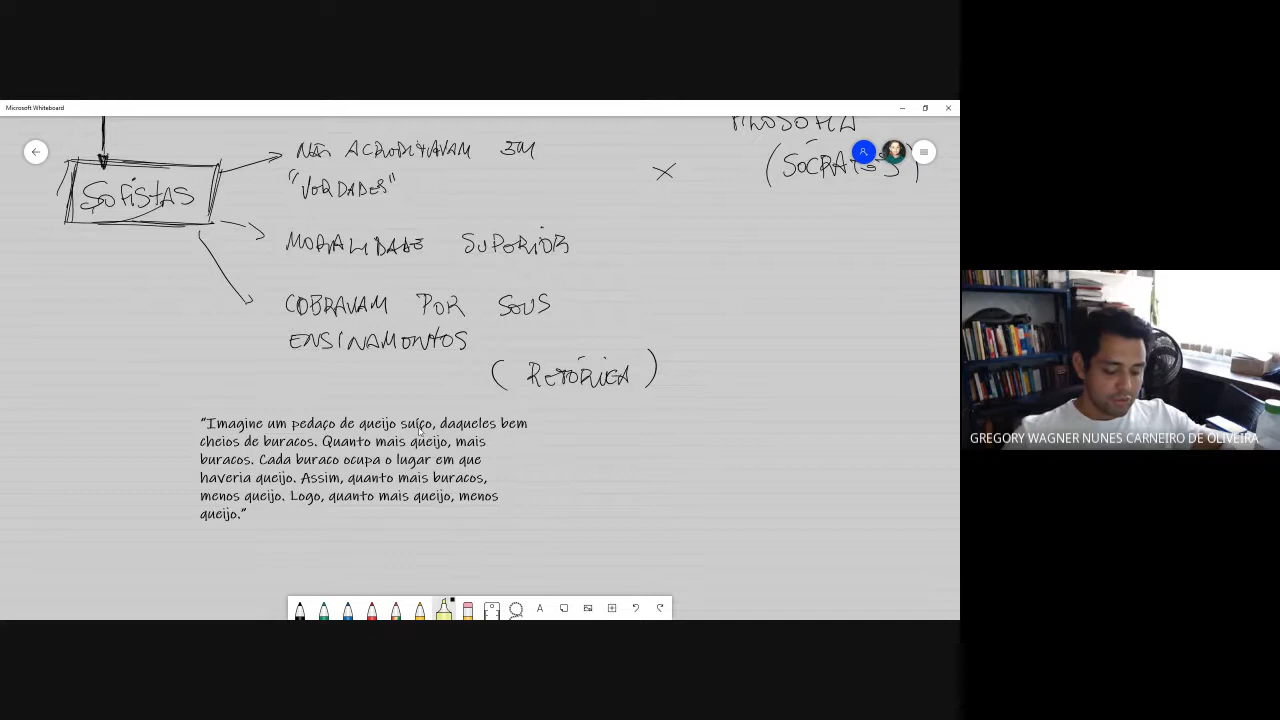 Microsoft Whiteboard
FILOSOFIA
(SÓCRATES)
SOFISTAS
NÃO ACREDITAVAM EM
"VERDADES"
X
MORALIDADE SUPERIOR
COBRAVAM POR SEUS
ENSINAMENTOS
(RETÓRICA)
"Imagine um pedaço de queijo suíço, daqueles bem
cheios de buracos. Quanto mais queijo, mais
buracos. Cada buraco ocupa o lugar em que
haveria queijo. Assim, quanto mais buracos,
menos queijo. Logo, quanto mais queijo, menos
queijo."
GREGORY WAGNER NUNES CARNEIRO DE OLIVEIRA